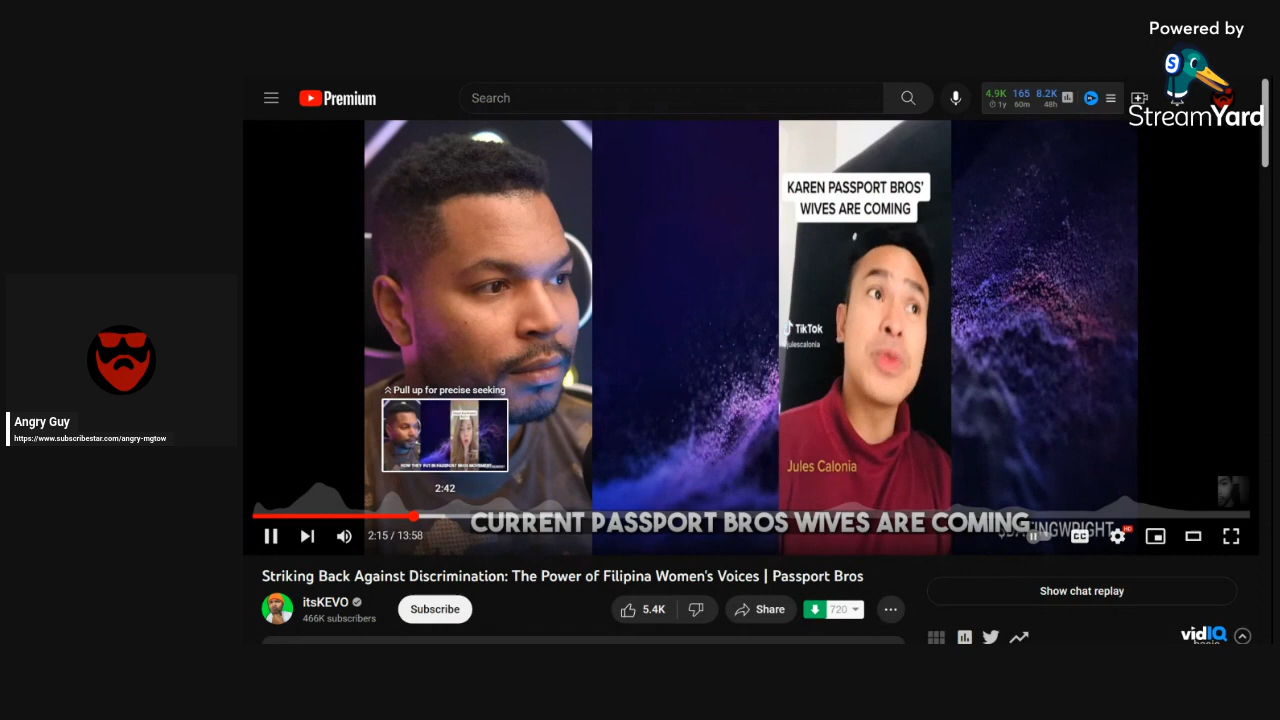 Powered by
StreamYard
Premium
Search
4.9K 165 8.2K
1y 60m 48h
KAREN PASSPORT BROS'
WIVES ARE COMING
TikTok
julescalonia
Pull up for precise seeking
2:42
Jules Calonia
CURRENT PASSPORT BROS WIVES ARE COMING
2:15 / 13:58
CC
HD
Angry Guy
https://www.subscribestar.com/angry-mgtow
Striking Back Against Discrimination: The Power of Filipina Women's Voices | Passport Bros
itsKEVO
466K subscribers
Subscribe
5.4K
Share
720
Show chat replay
vidIQ